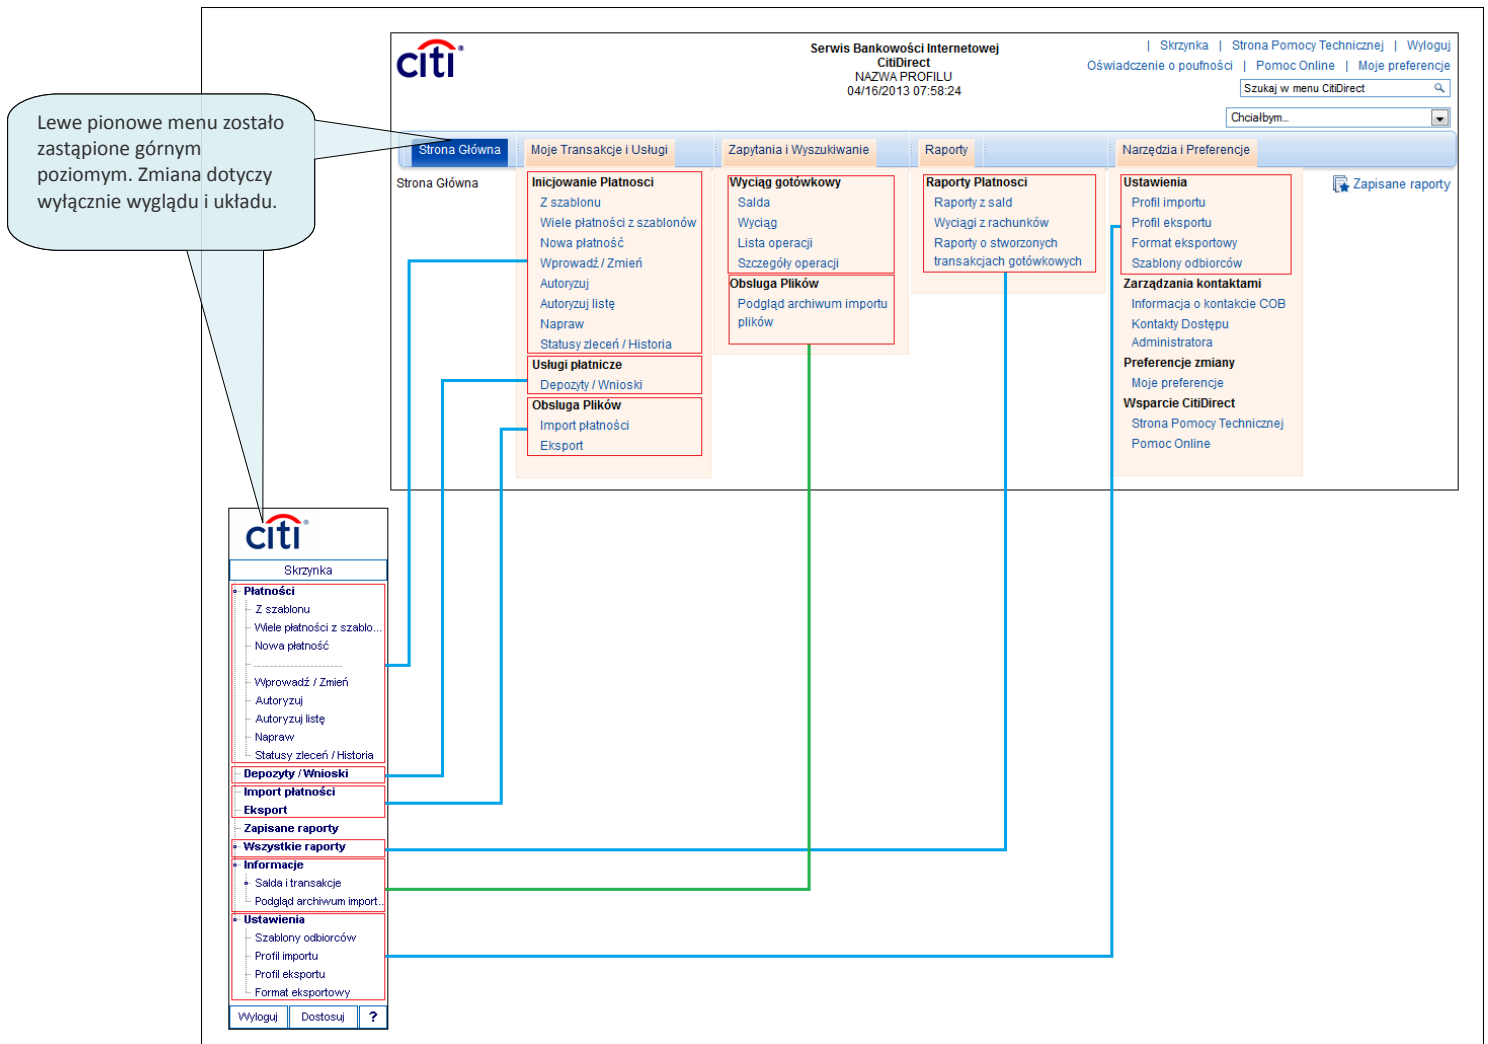 citi
Serwis Bankowości Internetowej
CitiDirect
NAZWA PROFILU
04/16/2013 07:58:24
| Skrzynka | Strona Pomocy Technicznej | Wyloguj
Oświadczenie o poufności | Pomoc Online | Moje preferencje
Szukaj w menu CitiDirect
Chciałbym...
Lewe pionowe menu zostało
zastąpione górnym
poziomym. Zmiana dotyczy
wyłącznie wyglądu i układu.
Strona Główna
Moje Transakcje i Usługi
Zapytania i Wyszukiwanie
Raporty
Narzędzia i Preferencje
Strona Główna
Zapisane raporty
Inicjowanie Platnosci
Z szablonu
Wiele płatności z szablonów
Nowa płatność
Wprowadź / Zmień
Autoryzuj
Autoryzuj listę
Napraw
Statusy zleceń / Historia
Usługi płatnicze
Depozyty / Wnioski
Obsluga Plików
Import płatności
Eksport
Wyciąg gotówkowy
Salda
Wyciąg
Lista operacji
Szczegóły operacji
Obsluga Plików
Podgląd archiwum importu
plików
Raporty Platnosci
Raporty z sald
Wyciągi z rachunków
Raporty o stworzonych
transakcjach gotówkowych
Ustawienia
Profil importu
Profil eksportu
Format eksportowy
Szablony odbiorców
Zarządzania kontaktami
Informacja o kontakcie COB
Kontakty Dostępu
Administratora
Preferencje zmiany
Moje preferencje
Wsparcie CitiDirect
Strona Pomocy Technicznej
Pomoc Online
citi
Skrzynka
Płatności
Z szablonu
Wiele płatności z szablo...
Nowa płatność
----------------------
Wprowadź / Zmień
Autoryzuj
Autoryzuj listę
Napraw
Statusy zleceń / Historia
Depozyty / Wnioski
Import płatności
Eksport
Zapisane raporty
Wszystkie raporty
Informacje
Salda i transakcje
Podgląd archiwum import..
Ustawienia
Szablony odbiorców
Profil importu
Profil eksportu
Format eksportowy
Wyloguj
Dostosuj
?